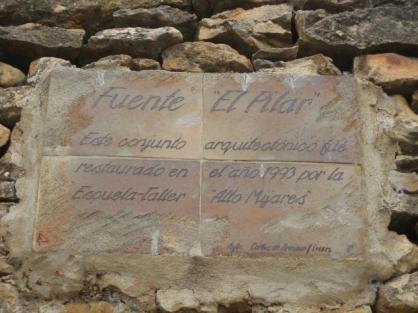 Fuente "El Pilar"
Este conjunto arquitectónico fué
restaurado en el año 1993 por la
Escuela-Taller "Alto Mijares"